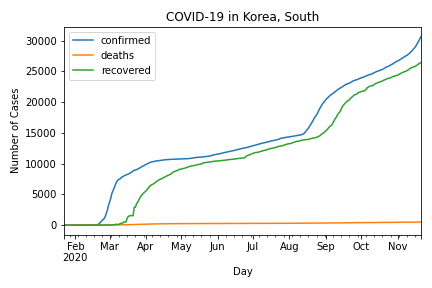 COVID-19 in Korea, South
confirmed
deaths
recovered
Number of Cases
30000
25000
20000
15000
10000
5000
0
Feb Mar Apr May Jun Jul Aug Sep Oct Nov
2020
Day